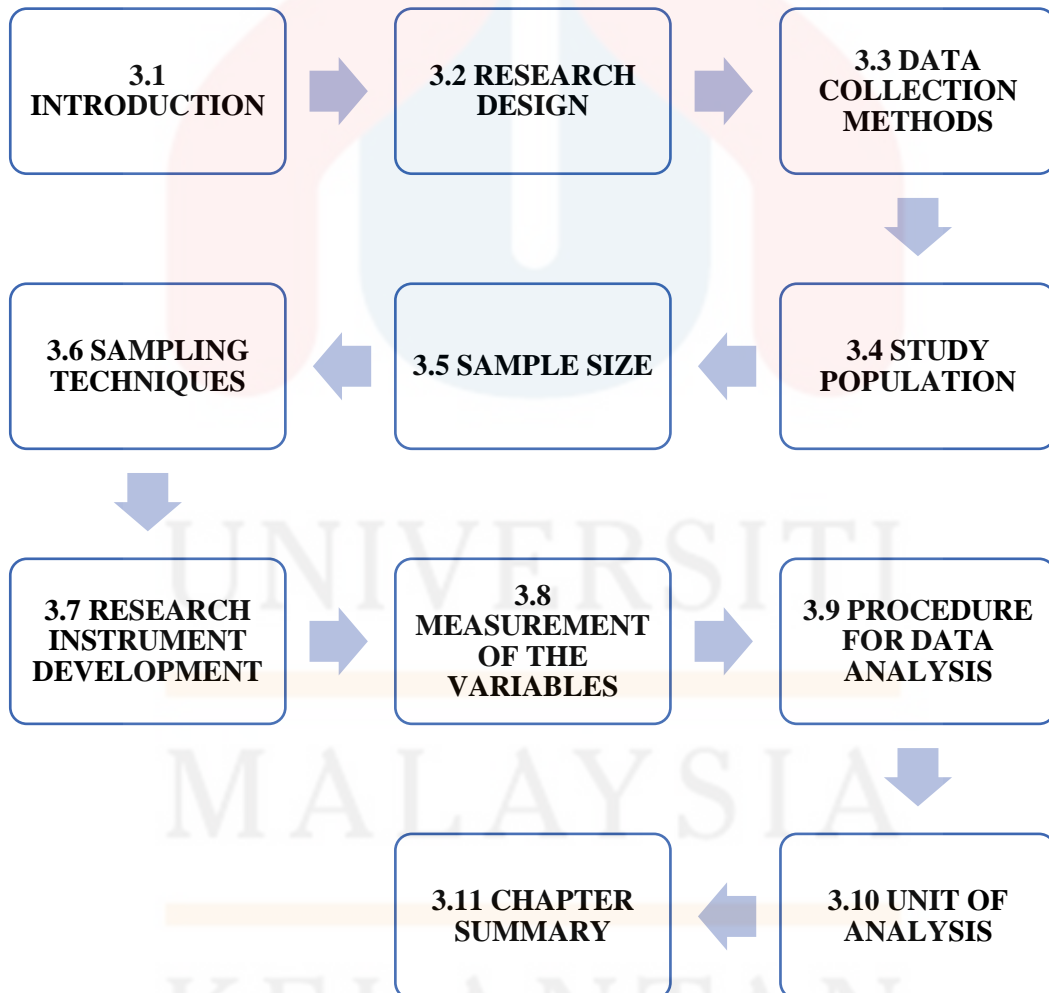 3.1
INTRODUCTION
3.2 RESEARCH
DESIGN
3.3 DATA
COLLECTION
METHODS
3.4 STUDY
POPULATION
3.5 SAMPLE SIZE
3.6 SAMPLING
TECHNIQUES
3.7 RESEARCH
INSTRUMENT
DEVELOPMENT
3.8
MEASUREMENT
OF THE
VARIABLES
3.9 PROCEDURE
FOR DATA
ANALYSIS
3.10 UNIT OF
ANALYSIS
3.11 CHAPTER
SUMMARY
UNIVERSITI
MALAYSIA
KELANTAN